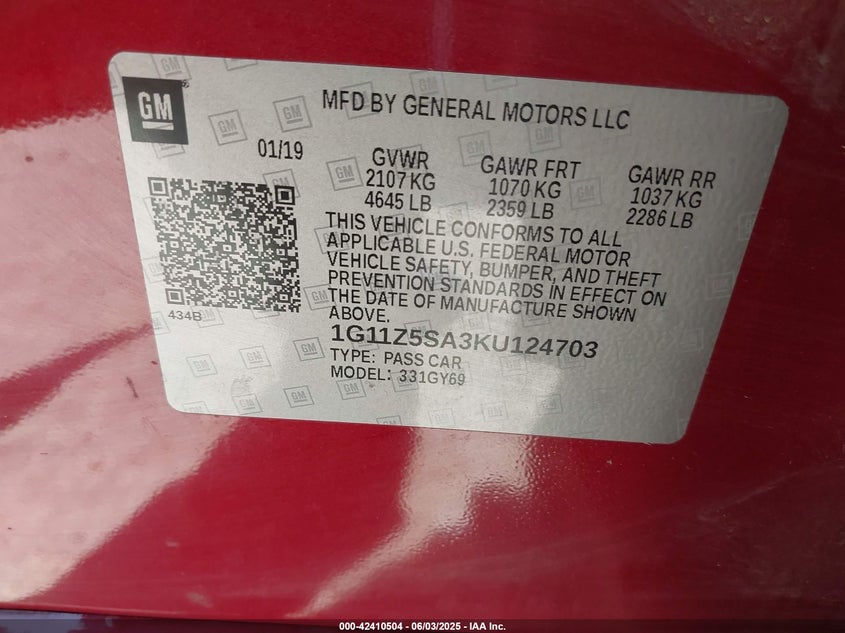 GM
MFD BY GENERAL MOTORS LLC
01/19
GVWR
2107 KG
4645 LB
GAWR FRT
1070 KG
2359 LB
GAWR RR
1037 KG
2286 LB
THIS VEHICLE CONFORMS TO ALL
APPLICABLE U.S. FEDERAL MOTOR
VEHICLE SAFETY, BUMPER, AND THEFT
PREVENTION STANDARDS IN EFFECT ON
THE DATE OF MANUFACTURE SHOWN
ABOVE.
434B
1G11Z5SA3KU124703
TYPE: PASS CAR
MODEL: 331GY69
000-42410504 - 06/03/2025 - IAA Inc.